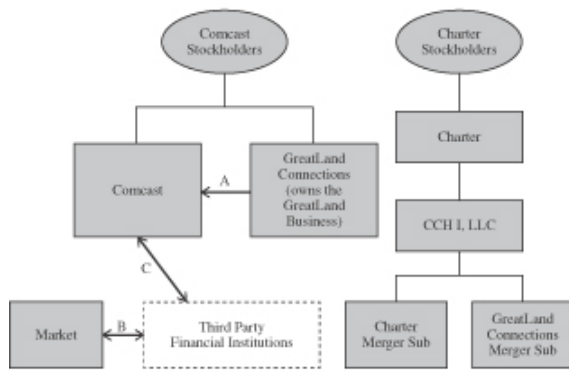 Comcast
Stockholders
Charter
Stockholders
Comcast
A
GreatLand
Connections
(owns the
GreatLand
Business)
Charter
C
CCH I, LLC
Market
B
Third Party
Financial Institutions
Charter
Merger Sub
GreatLand
Connections
Merger Sub